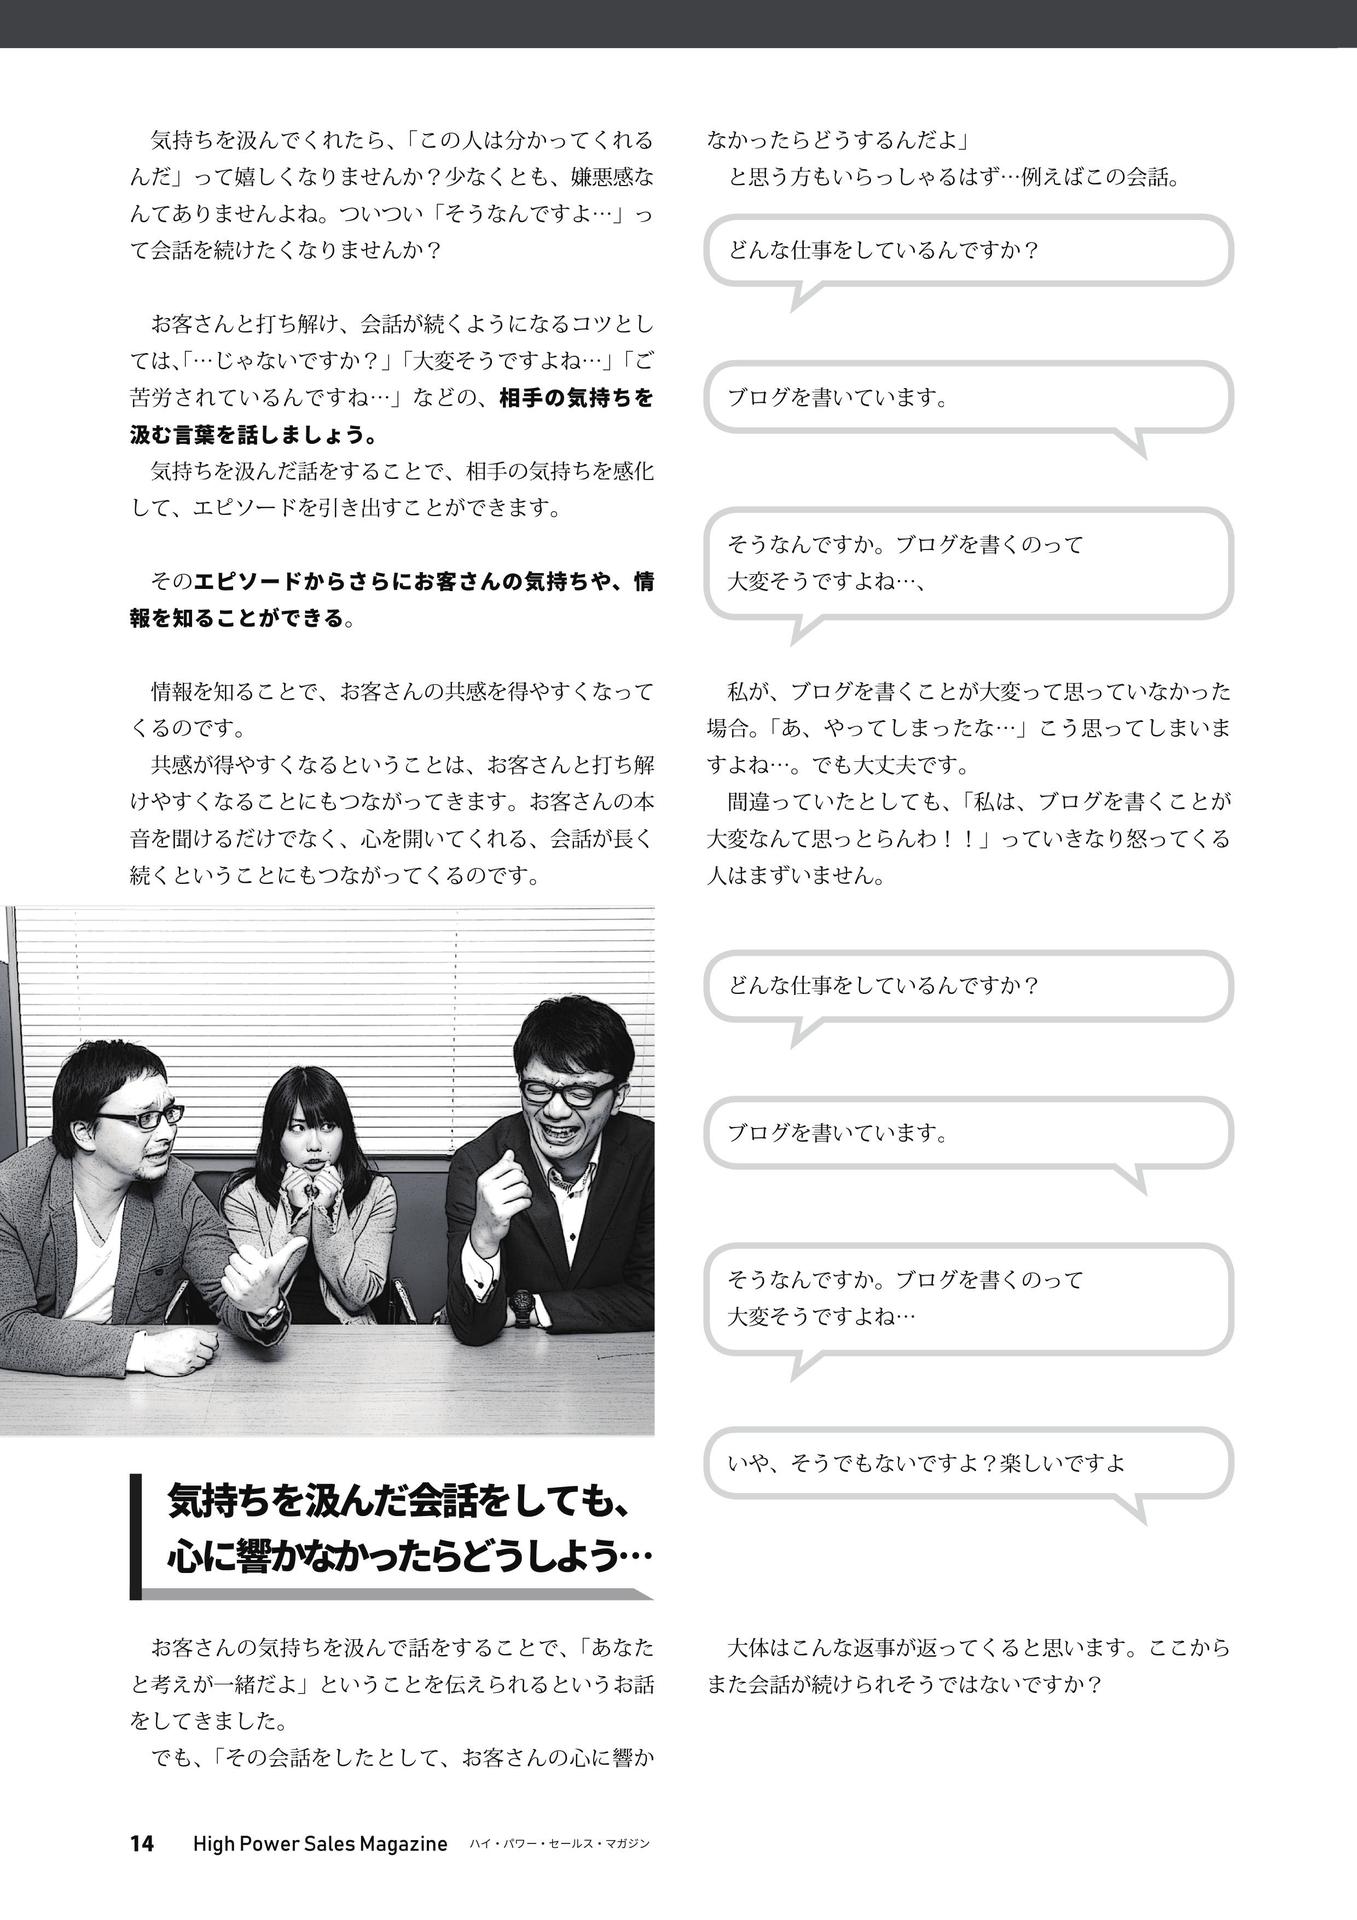 気持ちを汲んでくれたら、「この人は分かってくれる
んだ」って嬉しくなりませんか？少なくとも、嫌悪感な
んてありませんよね。ついつい「そうなんですよ…」っ
て会話を続けたくなりませんか？
お客さんと打ち解け、会話が続くようになるコツとし
ては、「…じゃないですか？」「大変そうですよね…」「ご
苦労されているんですね…」などの、相手の気持ちを
汲む言葉を話しましょう。
気持ちを汲んだ話をすることで、相手の気持ちを感化
して、エピソードを引き出すことができます。
そのエピソードからさらにお客さんの気持ちや、情
報を知ることができる。
情報を知ることで、お客さんの共感を得やすくなって
くるのです。
共感が得やすくなるということは、お客さんと打ち解
けやすくなることにもつながってきます。お客さんの本
音を聞けるだけでなく、心を開いてくれる、会話が長く
続くということにもつながってくるのです。
気持ちを汲んだ会話をしても、
心に響かなかったらどうしよう…
お客さんの気持ちを汲んで話をすることで、「あなた
と考えが一緒だよ」ということを伝えられるというお話
をしてきました。
でも、「その会話をしたとして、お客さんの心に響か
なかったらどうするんだよ」
と思う方もいらっしゃるはず…例えばこの会話。
どんな仕事をしているんですか？
ブログを書いています。
そうなんですか。ブログを書くのって
大変そうですよね…、
私が、ブログを書くことが大変って思っていなかった
場合。「あ、やってしまったな…」こう思ってしまいま
すよね…。でも大丈夫です。
間違っていたとしても、「私は、ブログを書くことが
大変なんて思っとらんわ！！」っていきなり怒ってくる
人はまずいません。
どんな仕事をしているんですか？
ブログを書いています。
そうなんですか。ブログを書くのって
大変そうですよね…
いや、そうでもないですよ？楽しいですよ
大体はこんな返事が返ってくると思います。ここから
また会話が続けられそうではないですか？
14 High Power Sales Magazine ハイ・パワー・セールス・マガジン